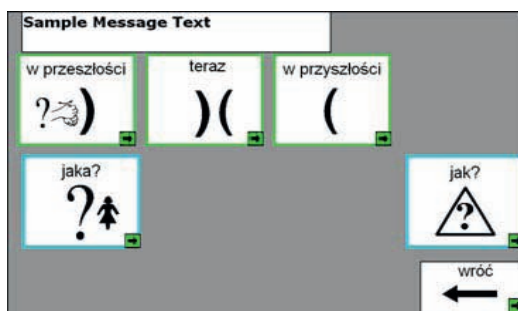 Sample Message Text
w przeszłości teraz w przyszłości
?
jaka? jak?
? ?
wróć